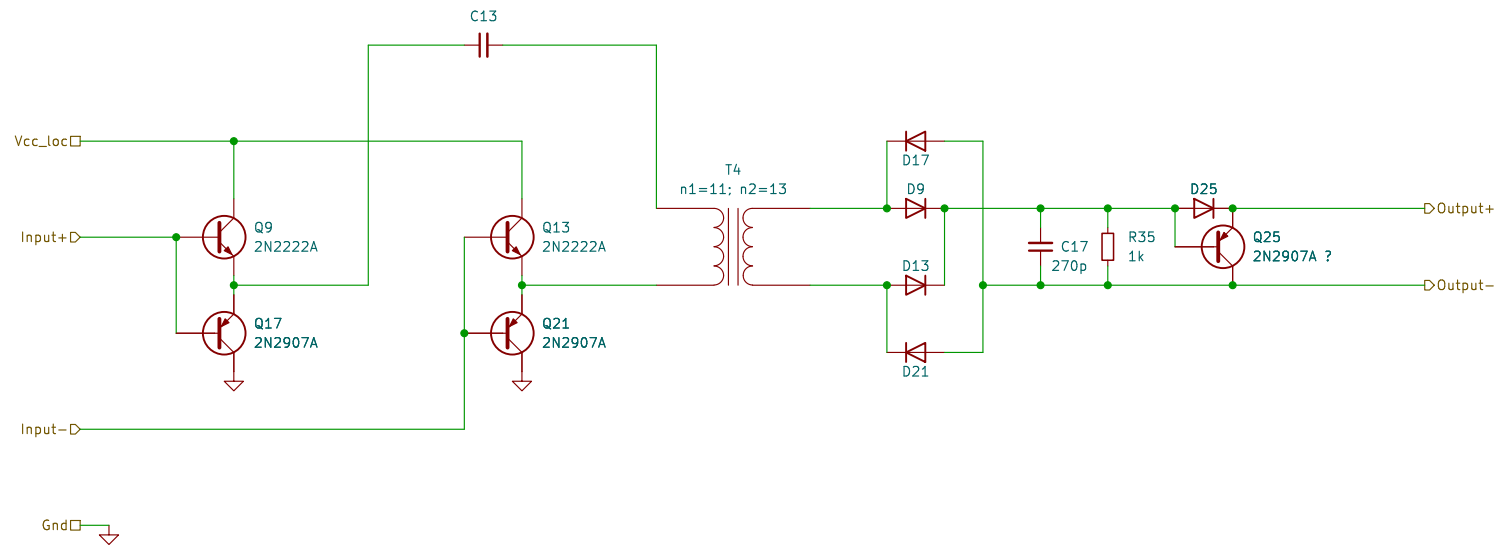 C13
Vcc_loc
D17
T4
n1=11; n2=13
D9
D25
Output+
Input+
Q9
2N2222A
Q13
2N2222A
C17
270p
R35
1k
Q25
2N2907A ?
D13
Output-
Q17
2N2907A
Q21
2N2907A
D21
Input-
Gnd